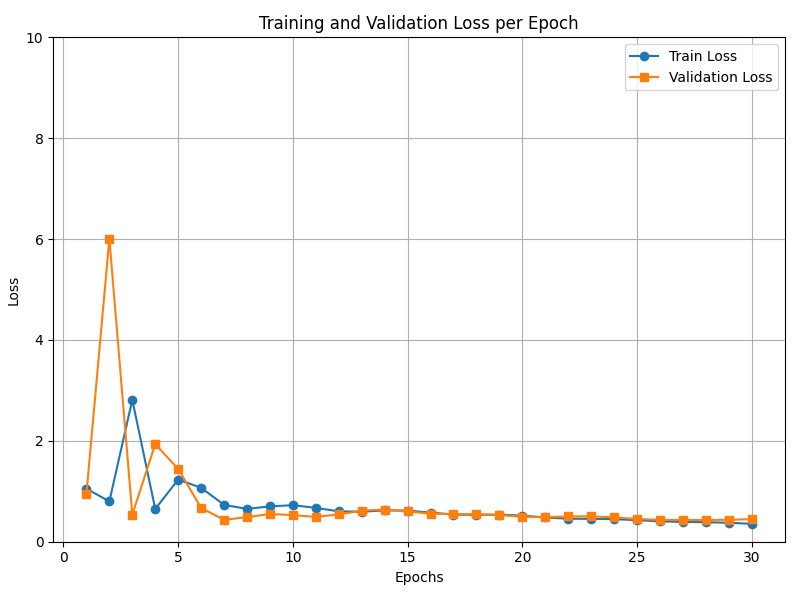 Training and Validation Loss per Epoch
Train Loss
Validation Loss
10
8
6
4
2
0
Loss
0 5 10 15 20 25 30
Epochs